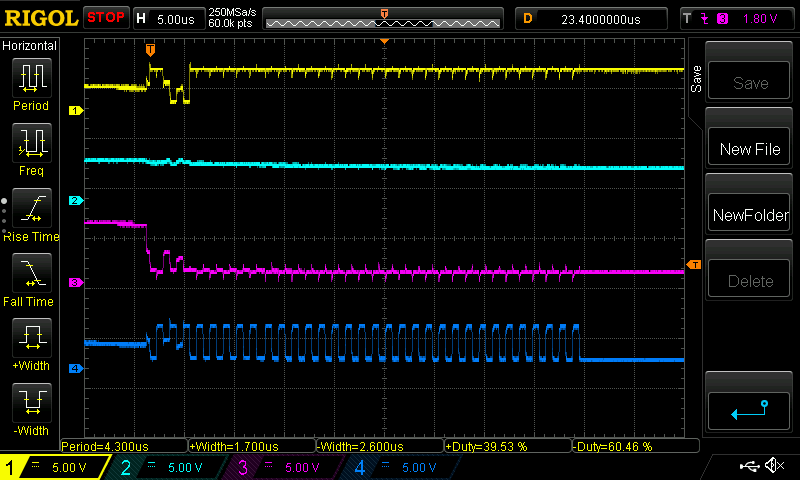 RIGOL STOP H 5.00us 250MSa/s 60.0k pts T D 23.4000000us T 3 1.80 V
Horizontal
Period
Freq
Rise Time
Fall Time
+Width
-Width
T
1
2
3
4
T
Save
Save
New File
NewFolder
Delete
Period=4.300us +Width=1.700us -Width=2.600us +Duty=39.53 % -Duty=60.46 %
1 5.00 V 2 5.00 V 3 5.00 V 4 5.00 V